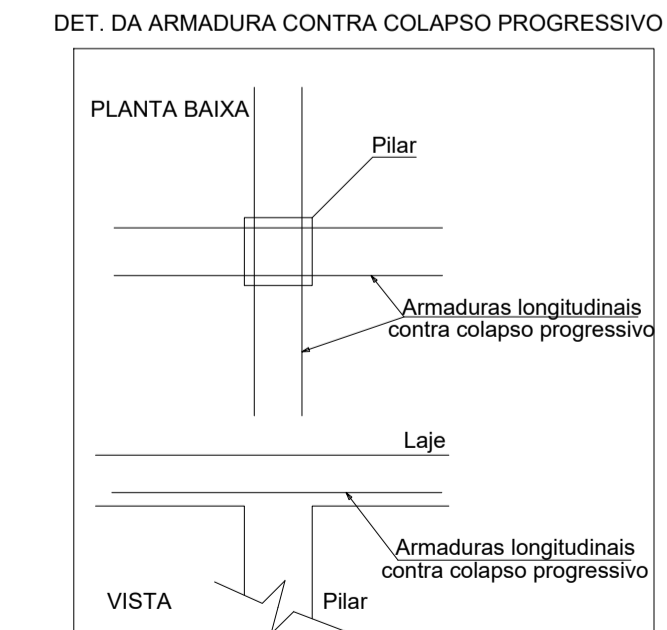 DET. DA ARMADURA CONTRA COLAPSO PROGRESSIVO
PLANTA BAIXA
Pilar
Armaduras longitudinais
contra colapso progressivo
Laje
Armaduras longitudinais
contra colapso progressivo
VISTA
Pilar